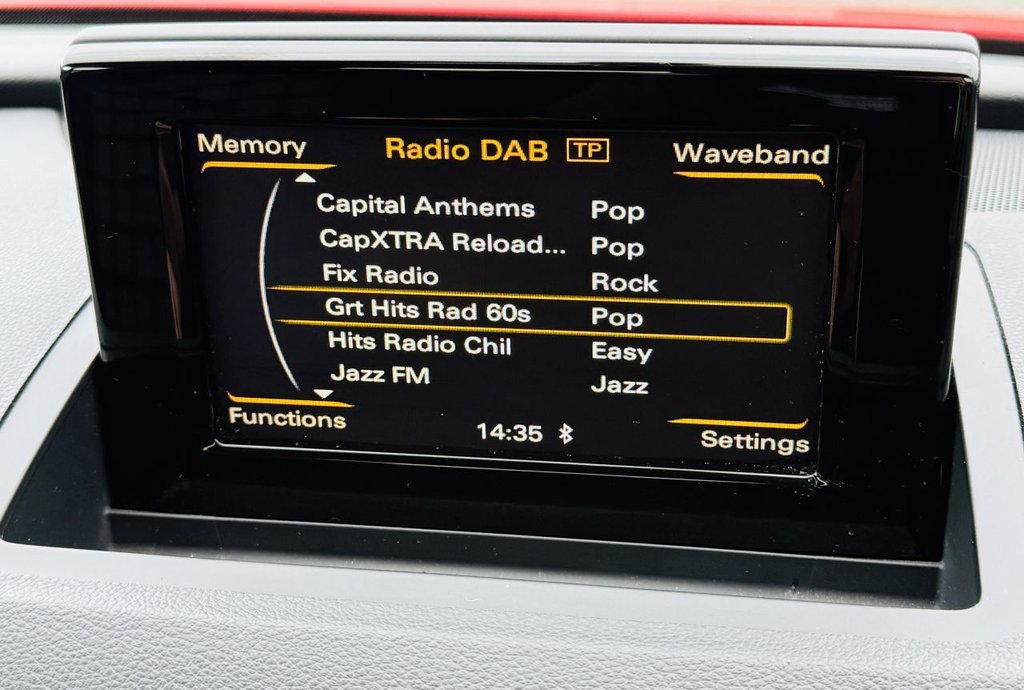 Memory Radio DAB TP Waveband
Capital Anthems Pop
CapXTRA Reload... Pop
Fix Radio Rock
Grt Hits Rad 60s Pop
Hits Radio Chil Easy
Jazz FM Jazz
Functions 14:35 Settings